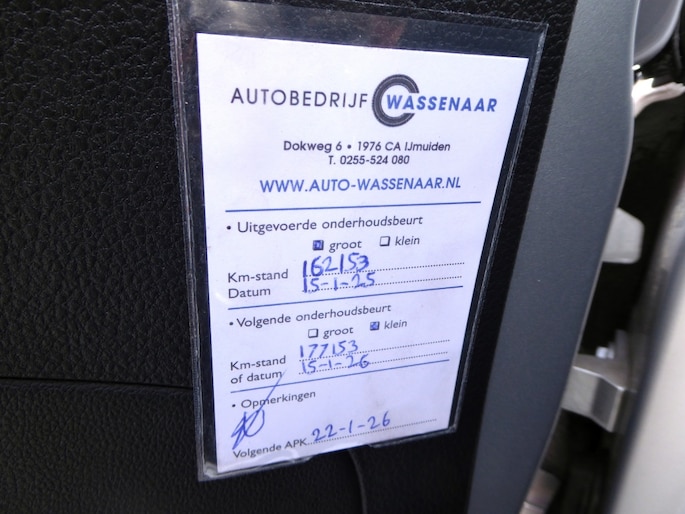 AUTOBEDRIJF WASSENAAR
Dokweg 6 • 1976 CA IJmuiden
T. 0255-524 080
WWW.AUTO-WASSENAAR.NL
• Uitgevoerde onderhoudsbeurt
groot klein
Km-stand 162153
Datum 15-1-25
• Volgende onderhoudsbeurt
groot klein
Km-stand 177153
of datum 15-1-26
• Opmerkingen
Volgende APK 22-1-26